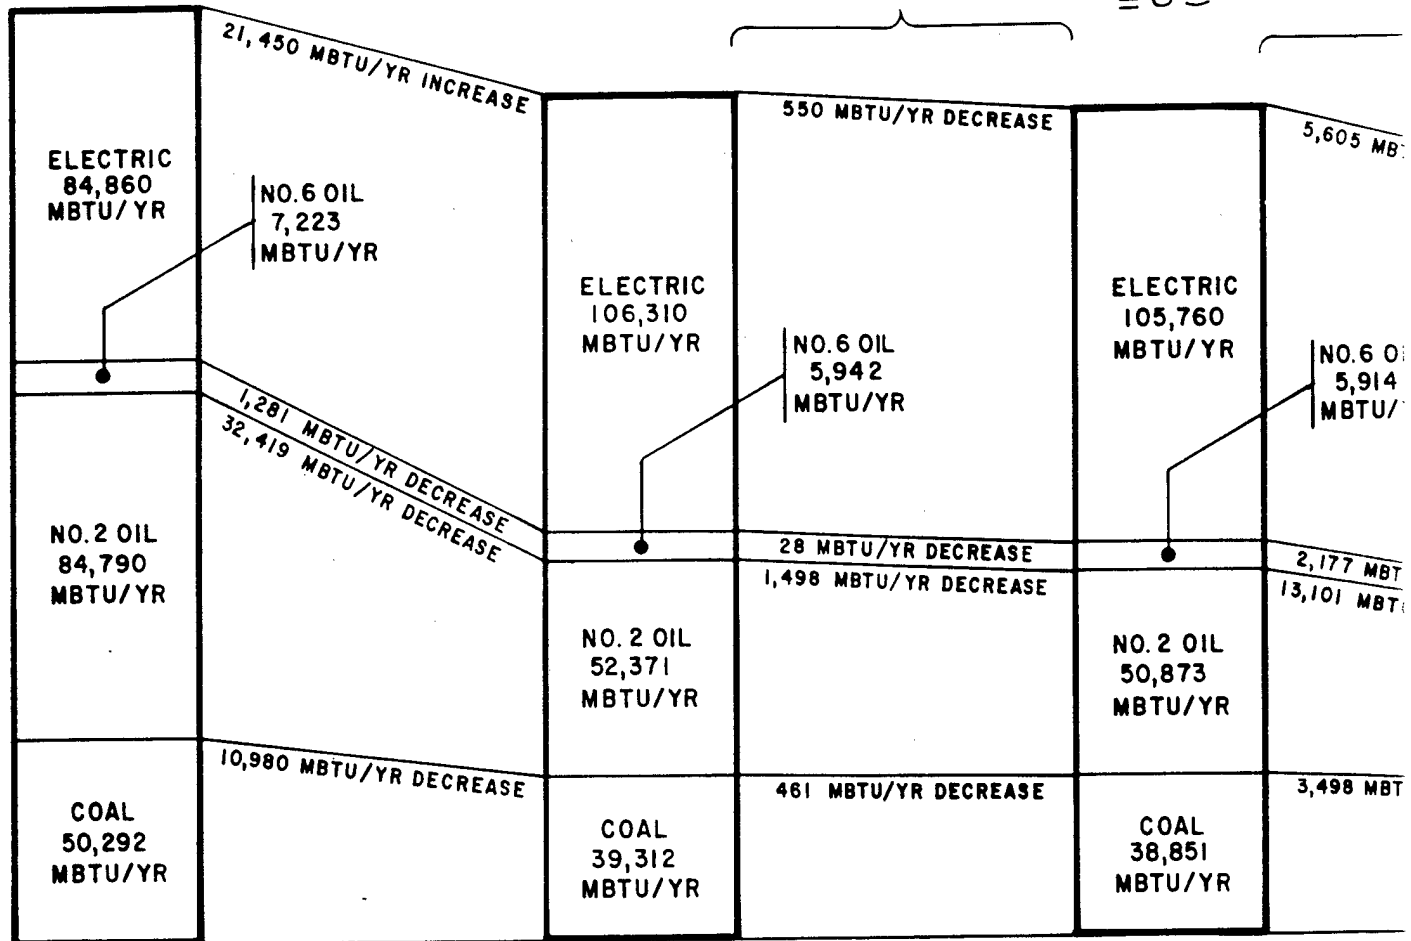 21,450 MBTU/YR INCREASE
ELECTRIC
84,860
MBTU/YR
NO.6 OIL
7,223
MBTU/YR
1,281 MBTU/YR DECREASE
32,419 MBTU/YR DECREASE
NO.2 OIL
84,790
MBTU/YR
10,980 MBTU/YR DECREASE
COAL
50,292
MBTU/YR
550 MBTU/YR DECREASE
ELECTRIC
106,310
MBTU/YR
NO.6 OIL
5,942
MBTU/YR
28 MBTU/YR DECREASE
1,498 MBTU/YR DECREASE
NO.2 OIL
52,371
MBTU/YR
461 MBTU/YR DECREASE
COAL
39,312
MBTU/YR
5,605
ELECTRIC
105,760
MBTU/YR
NO.6
5,914
MBTU/
2,177 MBT
13,101 MBT
NO.2 OIL
50,873
MBTU/YR
3,498 MBT
COAL
38,851
MBTU/YR